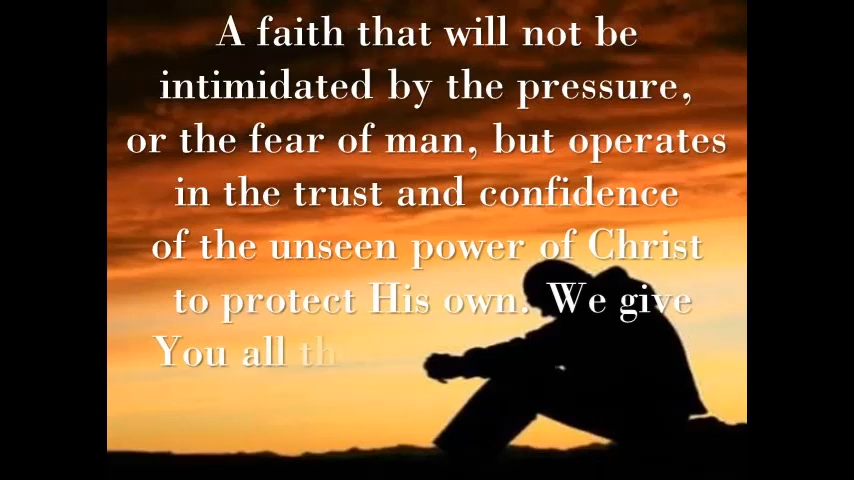 A faith that will not be
intimidated by the pressure,
or the fear of man, but operates
in the trust and confidence
of the unseen power of Christ
to protect His own. We give
You all th